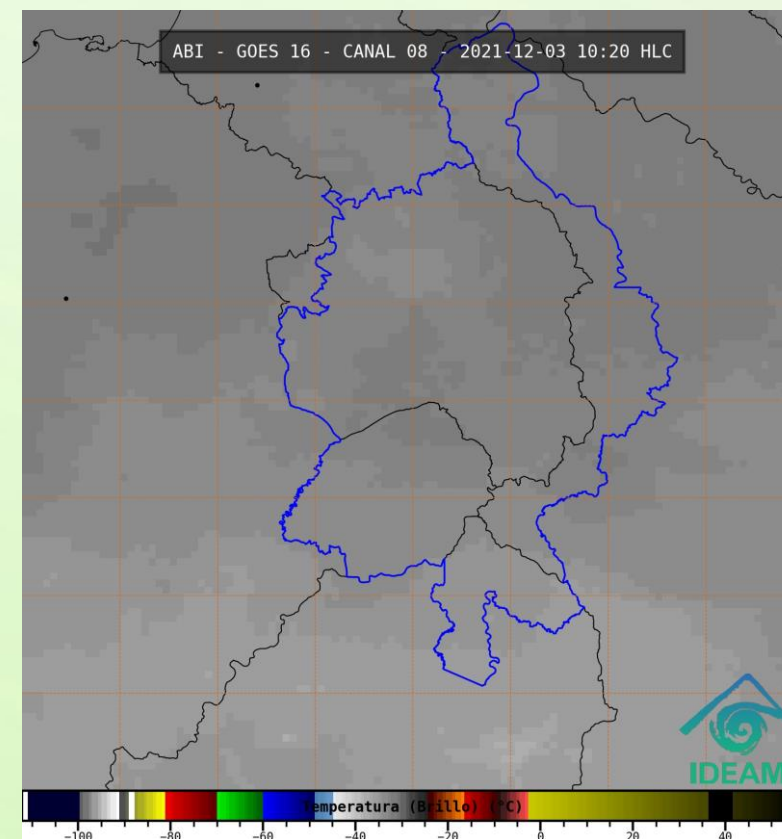 ABI - GOES 16 - CANAL 08 - 2021-12-03 10:20 HLC
IDEAM
Temperatura (Brillo) (°C)
−100 −80 −60 −40 −20 0 20 40